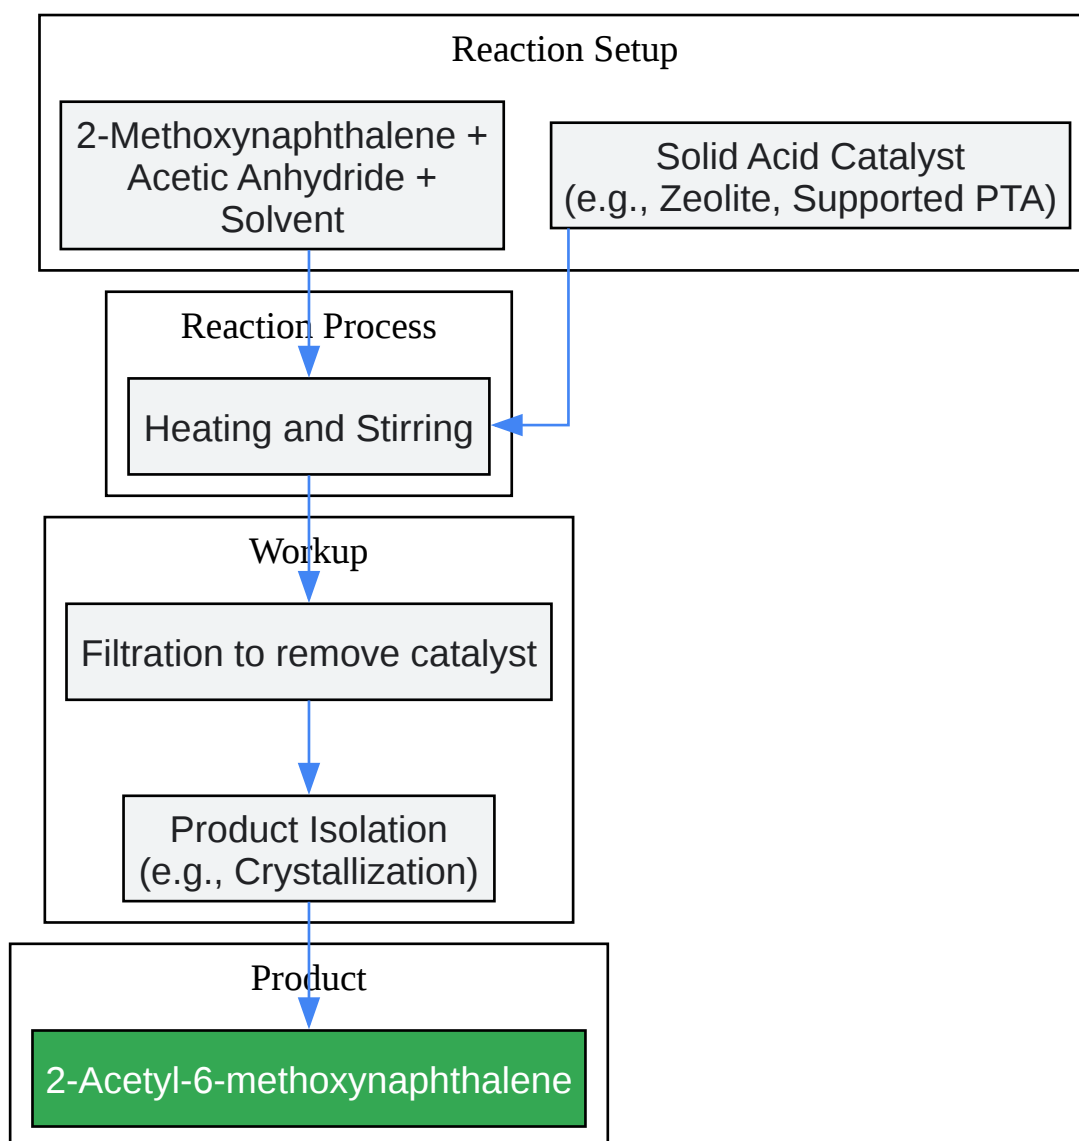 Reaction Setup
2-Methoxynaphthalene +
Acetic Anhydride +
Solvent
Solid Acid Catalyst
(e.g., Zeolite, Supported PTA)
Reaction Process
Heating and Stirring
Workup
Filtration to remove catalyst
Product Isolation
(e.g., Crystallization)
Product
2-Acetyl-6-methoxynaphthalene